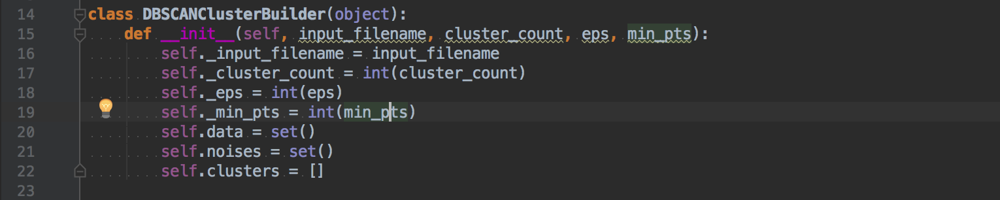 14 class DBSCANClusterBuilder(object):
15     def __init__(self, input_filename, cluster_count, eps, min_pts):
16         self._input_filename = input_filename
17         self._cluster_count = int(cluster_count)
18         self._eps = int(eps)
19         self._min_pts = int(min_pts)
20         self.data = set()
21         self.noises = set()
22         self.clusters = []
23